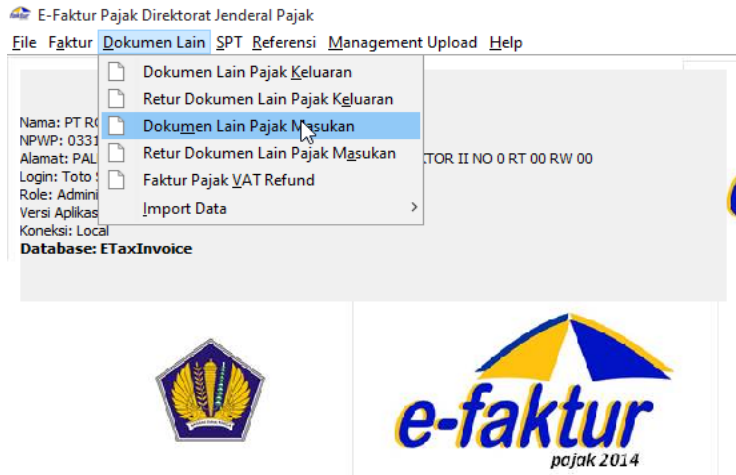 E-Faktur Pajak Direktorat Jenderal Pajak
File Faktur Dokumen Lain SPT Referensi Management Upload Help
Dokumen Lain Pajak Keluaran
Retur Dokumen Lain Pajak Keluaran
Dokumen Lain Pajak Masukan
Retur Dokumen Lain Pajak Masukan
Faktur Pajak VAT Refund
Import Data
Nama: PT
NPWP: 0331
Alamat: PAL TOR II NO 0 RT 00 RW 00
Login: Toto
Role: Admini
Versi Aplikas
Koneksi: Local
Database: ETaxInvoice
e-faktur
pajak 2014